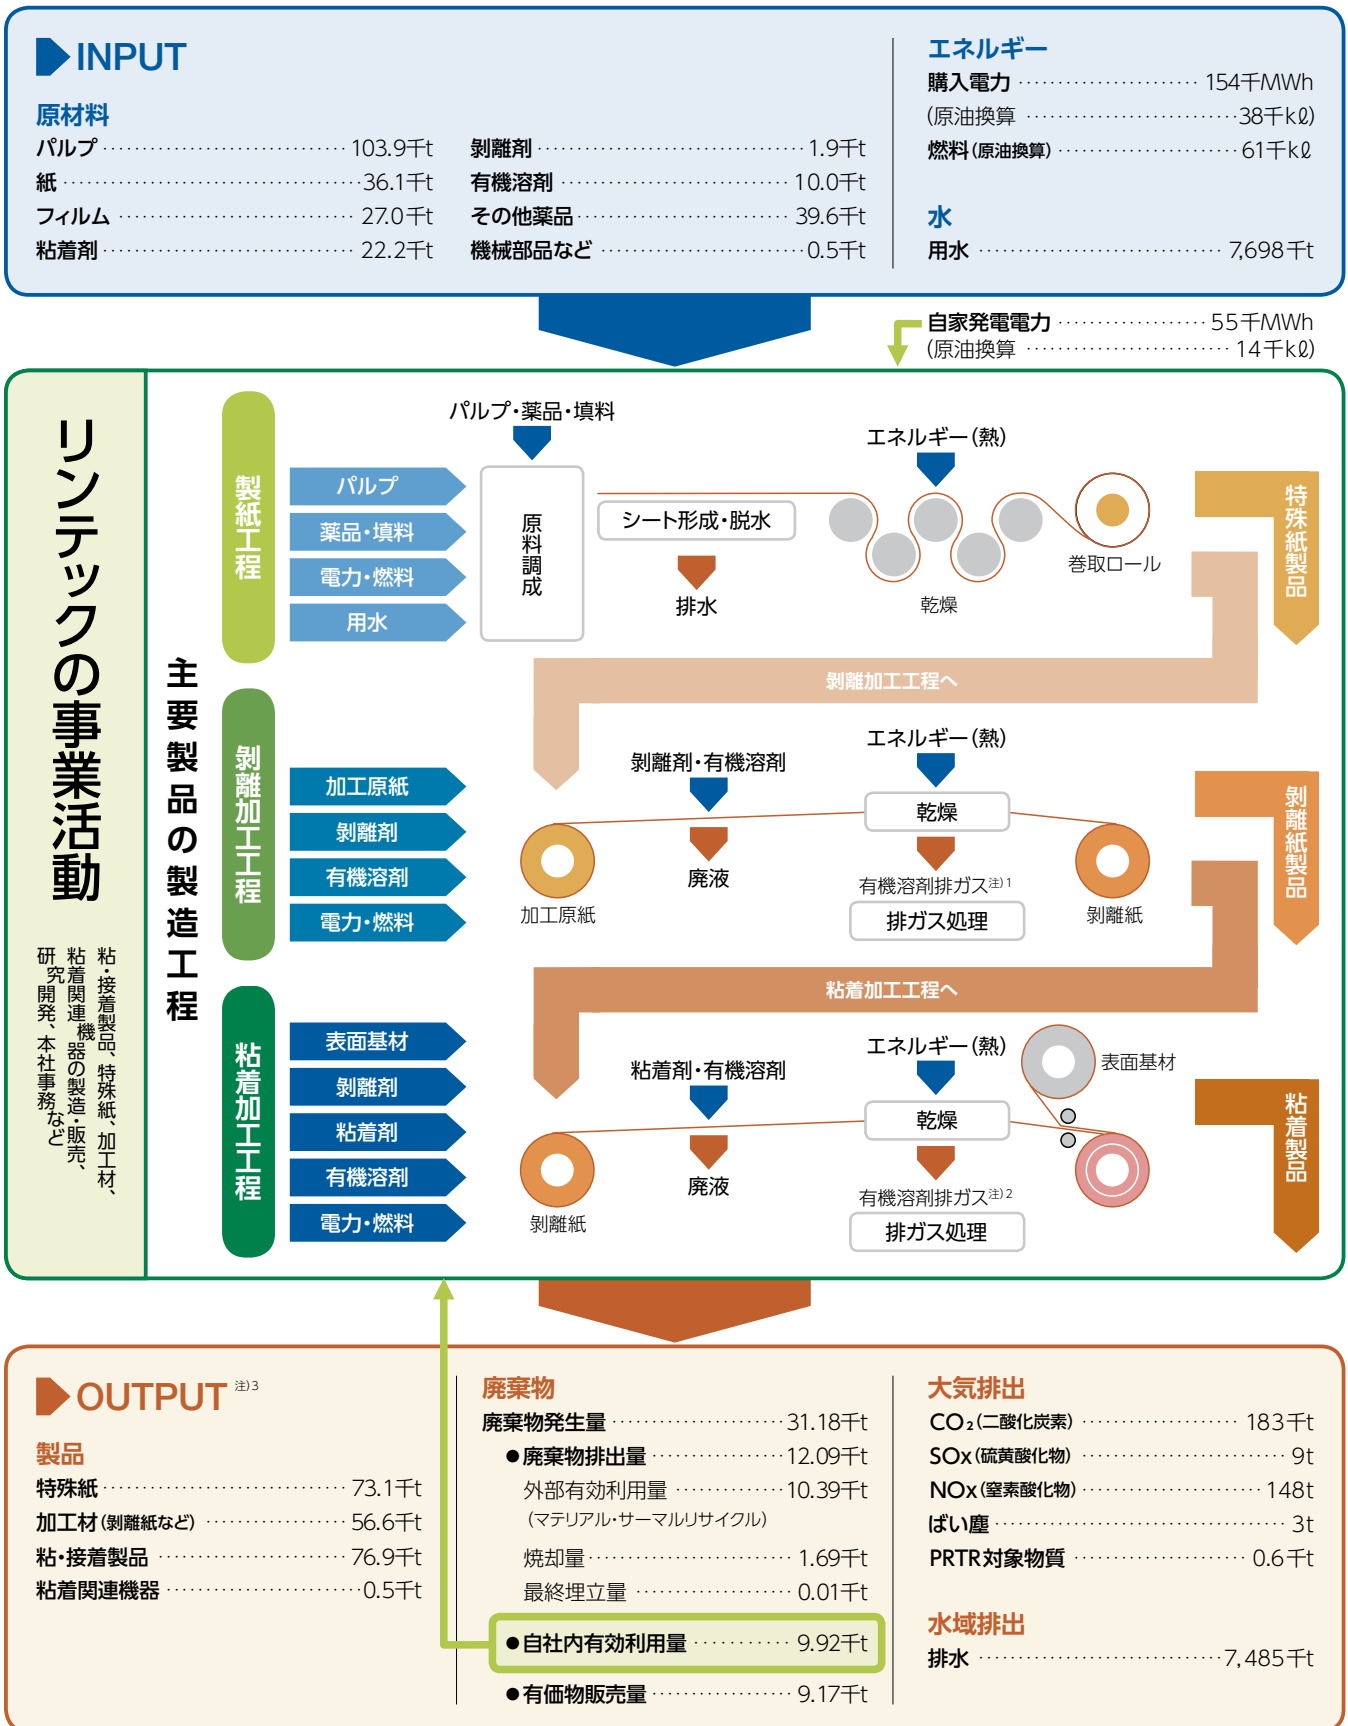 INPUT
原材料
パルプ 103.9千t
紙 36.1千t
フィルム 27.0千t
粘着剤 22.2千t
剝離剤 1.9千t
有機溶剤 10.0千t
その他薬品 39.6千t
機械部品など 0.5千t
エネルギー
購入電力 154千MWh
(原油換算 38千kℓ)
燃料(原油換算) 61千kℓ
水
用水 7,698千t
自家発電電力 55千MWh
(原油換算 14千kℓ)
リンテックの事業活動
粘・接着製品、特殊紙、加工材、
粘着関連機器の製造・販売、
研究開発、本社事務など
主要製品の製造工程
製紙工程
パルプ
薬品・填料
電力・燃料
用水
パルプ・薬品・填料
原料調成
シート形成・脱水
排水
エネルギー(熱)
乾燥
巻取ロール
特殊紙製品
剝離加工工程へ
剝離加工工程
加工原紙
剝離剤
有機溶剤
電力・燃料
加工原紙
剝離剤・有機溶剤
廃液
エネルギー(熱)
乾燥
有機溶剤排ガス注)1
排ガス処理
剝離紙
剝離紙製品
粘着加工工程へ
粘着加工工程
表面基材
剝離剤
粘着剤
有機溶剤
電力・燃料
剝離紙
粘着剤・有機溶剤
廃液
エネルギー(熱)
乾燥
有機溶剤排ガス注)2
排ガス処理
表面基材
粘着製品
OUTPUT 注)3
製品
特殊紙 73.1千t
加工材(剝離紙など) 56.6千t
粘・接着製品 76.9千t
粘着関連機器 0.5千t
廃棄物
廃棄物発生量 31.18千t
●廃棄物排出量 12.09千t
外部有効利用量 10.39千t
(マテリアル・サーマルリサイクル)
焼却量 1.69千t
最終埋立量 0.01千t
●自社内有効利用量 9.92千t
●有価物販売量 9.17千t
大気排出
CO₂(二酸化炭素) 183千t
SOx(硫黄酸化物) 9t
NOx(窒素酸化物) 148t
ばい塵 3t
PRTR対象物質 0.6千t
水域排出
排水 7,485千t